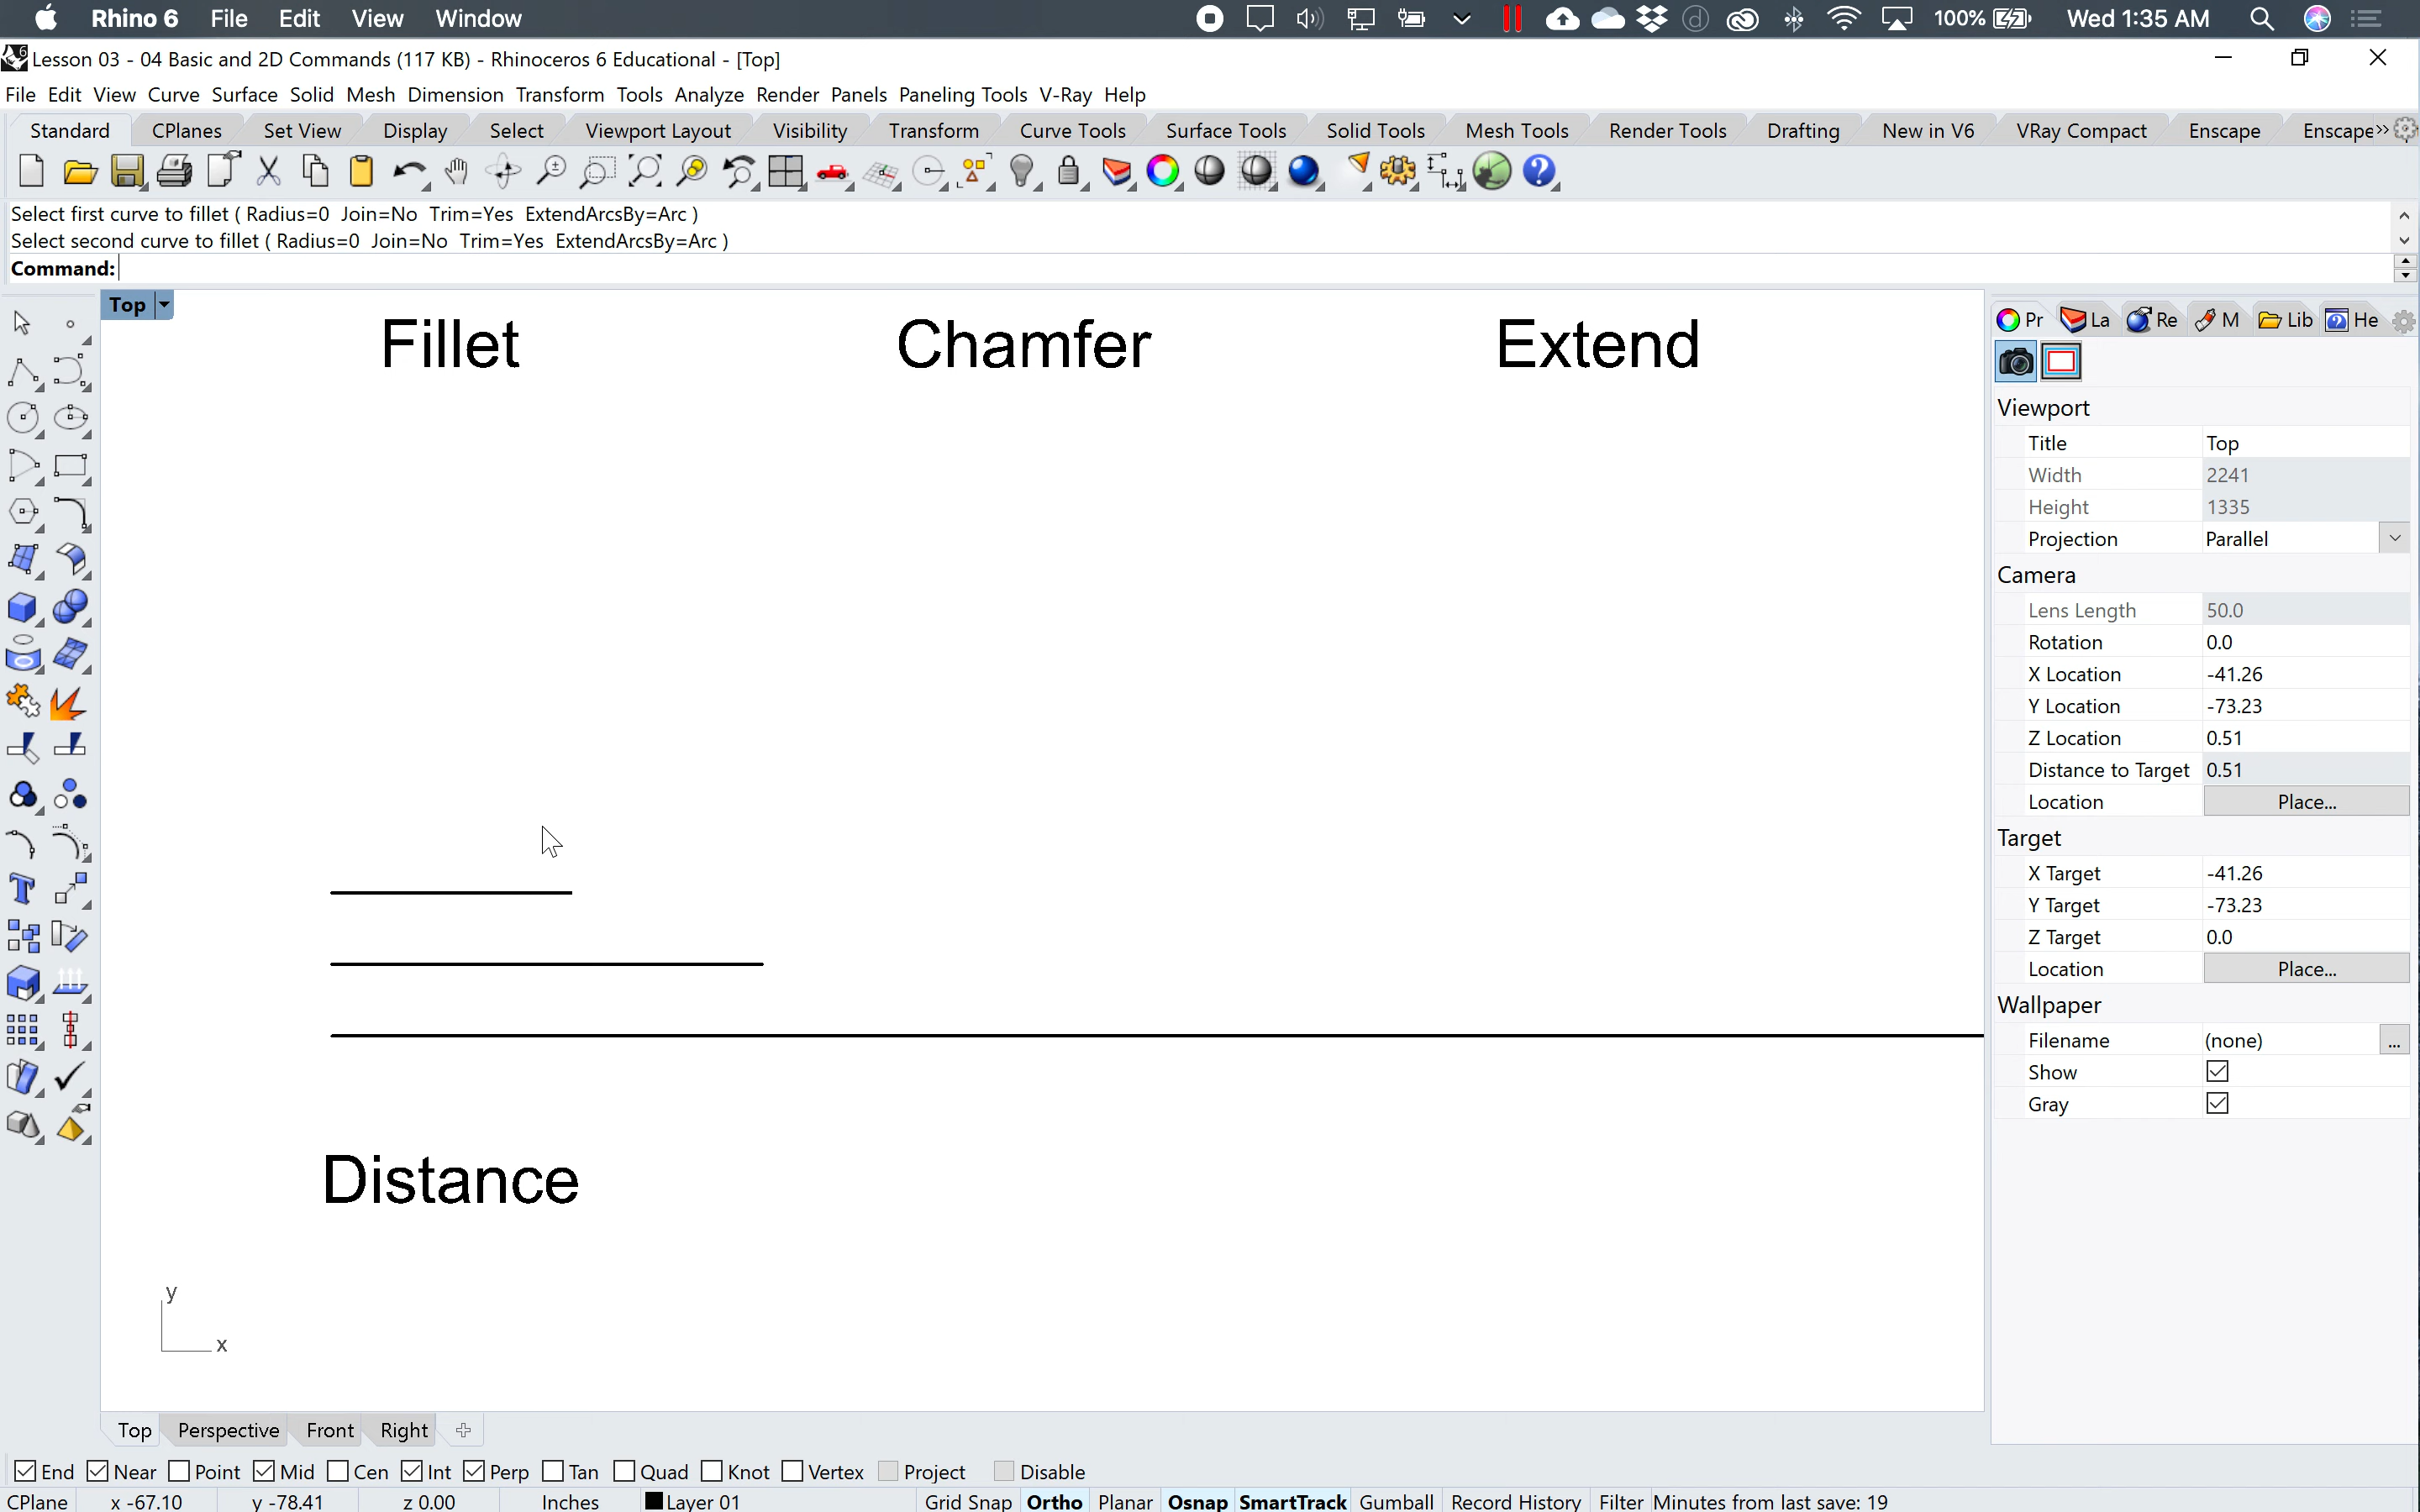 Rhino 6 File Edit View Window 100% Wed 1:35 AM
Lesson 03 - 04 Basic and 2D Commands (117 KB) - Rhinoceros 6 Educational - [Top]
File Edit View Curve Surface Solid Mesh Dimension Transform Tools Analyze Render Panels Paneling Tools V-Ray Help
Standard CPlanes Set View Display Select Viewport Layout Visibility Transform Curve Tools Surface Tools Solid Tools Mesh Tools Render Tools Drafting New in V6 VRay Compact Enscape Enscape»
Select first curve to fillet ( Radius=0 Join=No Trim=Yes ExtendArcsBy=Arc )
Select second curve to fillet ( Radius=0 Join=No Trim=Yes ExtendArcsBy=Arc )
Command:
Top
Pr La Re M Lib He
Fillet Chamfer Extend
Viewport
Title Top
Width 2241
Height 1335
Projection Parallel
Camera
Lens Length 50.0
Rotation 0.0
X Location -41.26
Y Location -73.23
Z Location 0.51
Distance to Target 0.51
Location Place...
Target
X Target -41.26
Y Target -73.23
Z Target 0.0
Location Place...
Wallpaper
Filename (none) ...
Show
Gray
Distance
y
x
Top Perspective Front Right
End Near Point Mid Cen Int Perp Tan Quad Knot Vertex Project Disable
CPlane x -67.10 y -78.41 z 0.00 Inches Layer 01 Grid Snap Ortho Planar Osnap SmartTrack Gumball Record History Filter Minutes from last save: 19